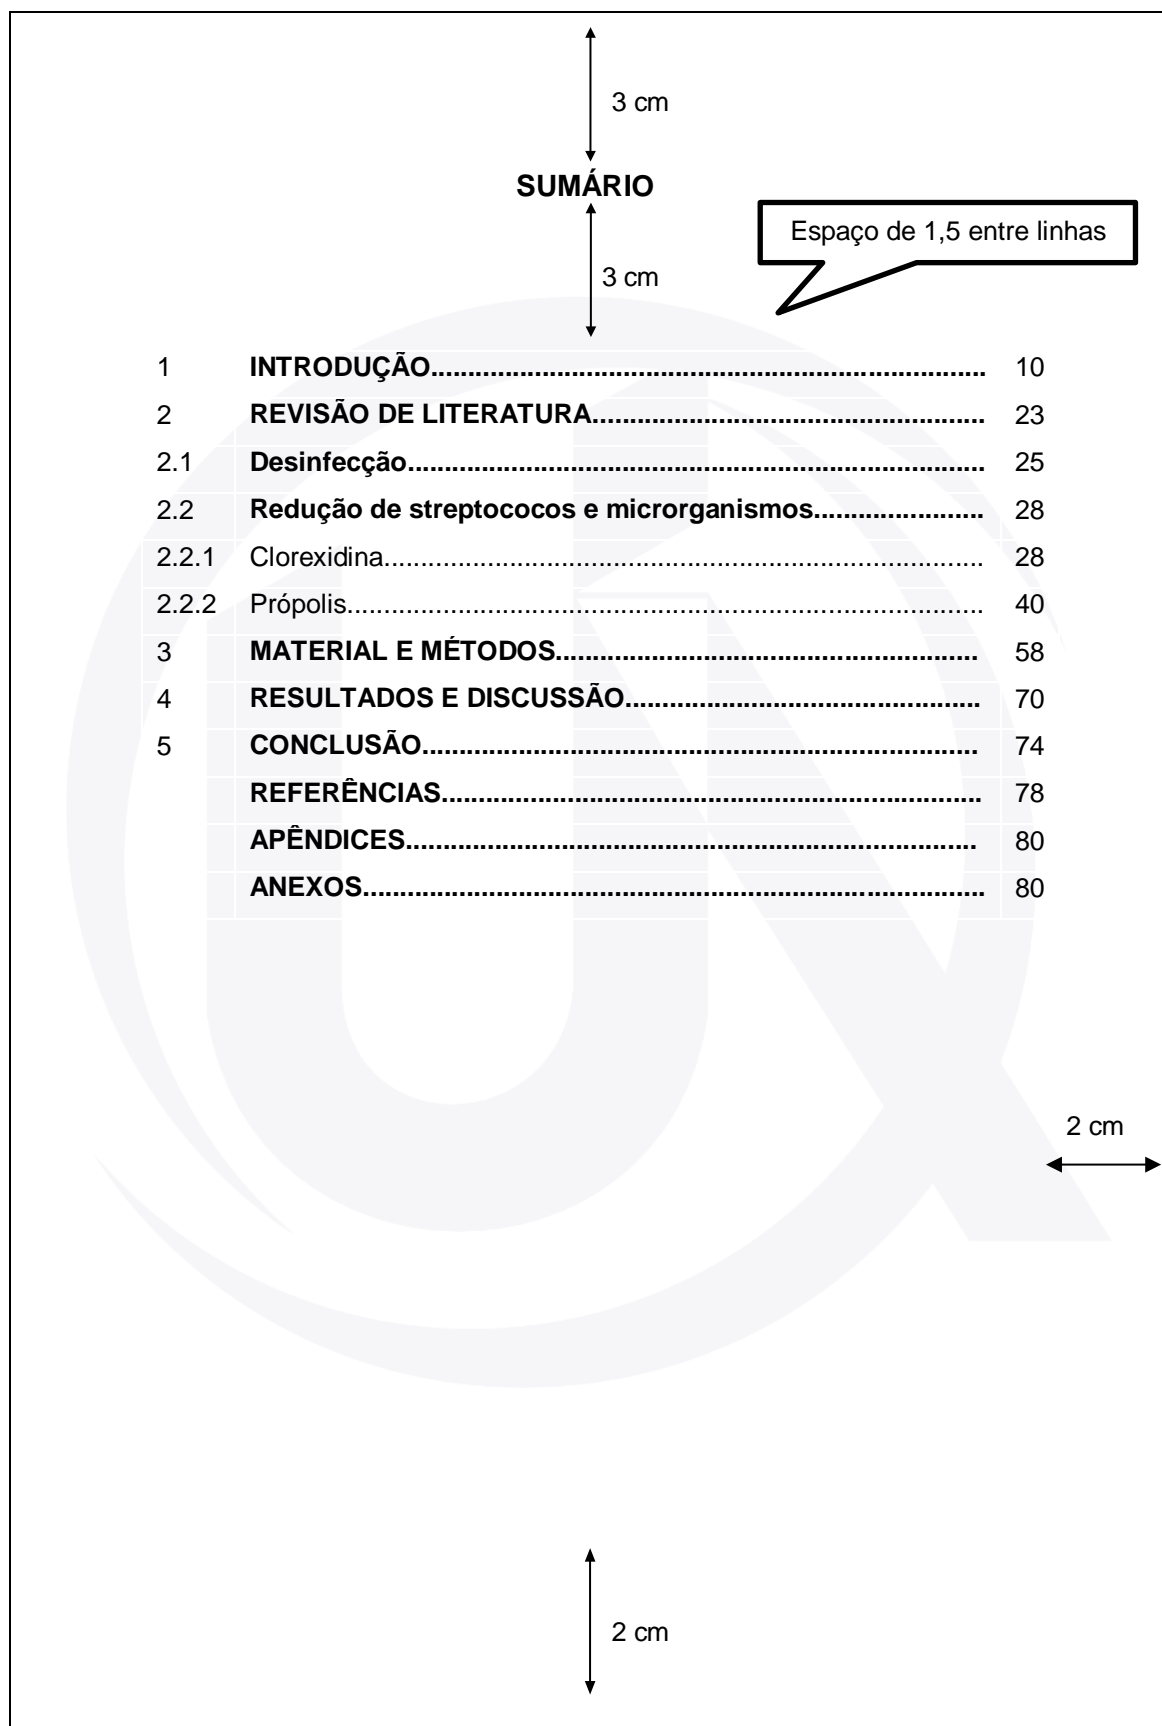 3 cm
SUMÁRIO
Espaço de 1,5 entre linhas
3 cm
1 INTRODUÇÃO........................................................................... 10
2 REVISÃO DE LITERATURA..................................................... 23
2.1 Desinfecção.............................................................................. 25
2.2 Redução de streptococos e microrganismos....................... 28
2.2.1 Clorexidina................................................................................. 28
2.2.2 Própolis...................................................................................... 40
3 MATERIAL E MÉTODOS......................................................... 58
4 RESULTADOS E DISCUSSÃO................................................ 70
5 CONCLUSÃO........................................................................... 74
REFERÊNCIAS......................................................................... 78
APÊNDICES............................................................................. 80
ANEXOS.................................................................................... 80
2 cm
2 cm